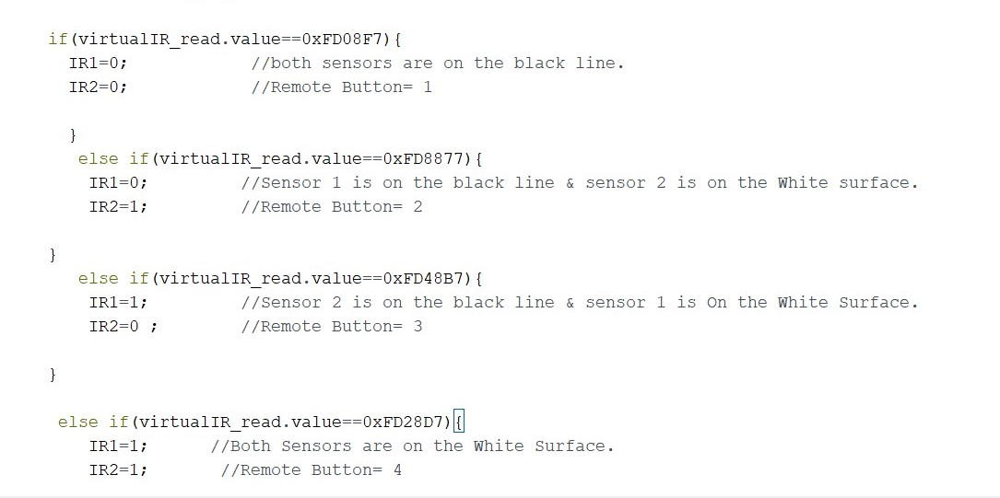 if(virtualIR_read.value==0xFD08F7){
IR1=0; //both sensors are on the black line.
IR2=0; //Remote Button= 1
}
else if(virtualIR_read.value==0xFD8877){
IR1=0; //Sensor 1 is on the black line & sensor 2 is on the White surface.
IR2=1; //Remote Button= 2
}
else if(virtualIR_read.value==0xFD48B7){
IR1=1; //Sensor 2 is on the black line & sensor 1 is On the White Surface.
IR2=0 ; //Remote Button= 3
}
else if(virtualIR_read.value==0xFD28D7){
IR1=1; //Both Sensors are on the White Surface.
IR2=1; //Remote Button= 4